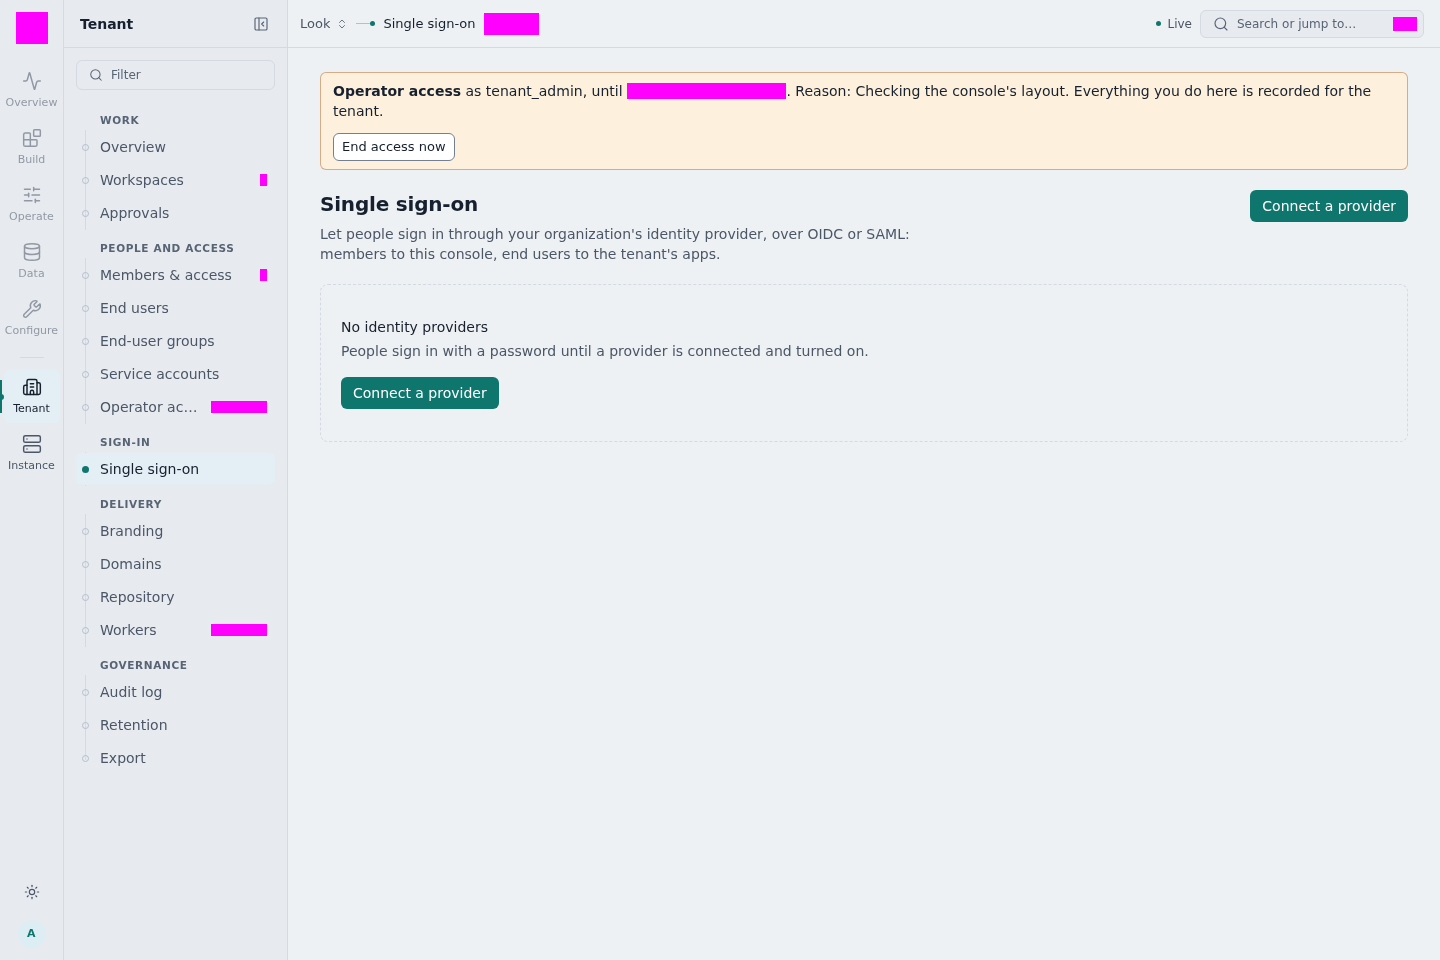 Tenant
Look
Single sign-on
Live
Search or jump to…
Overview
Build
Operate
Data
Configure
Tenant
Instance
A
Filter
WORK
Overview
Workspaces
Approvals
PEOPLE AND ACCESS
Members & access
End users
End-user groups
Service accounts
Operator ac…
SIGN-IN
Single sign-on
DELIVERY
Branding
Domains
Repository
Workers
GOVERNANCE
Audit log
Retention
Export
Operator access as tenant_admin, until . Reason: Checking the console's layout. Everything you do here is recorded for the
tenant.
End access now
Single sign-on
Connect a provider
Let people sign in through your organization's identity provider, over OIDC or SAML:
members to this console, end users to the tenant's apps.
No identity providers
People sign in with a password until a provider is connected and turned on.
Connect a provider